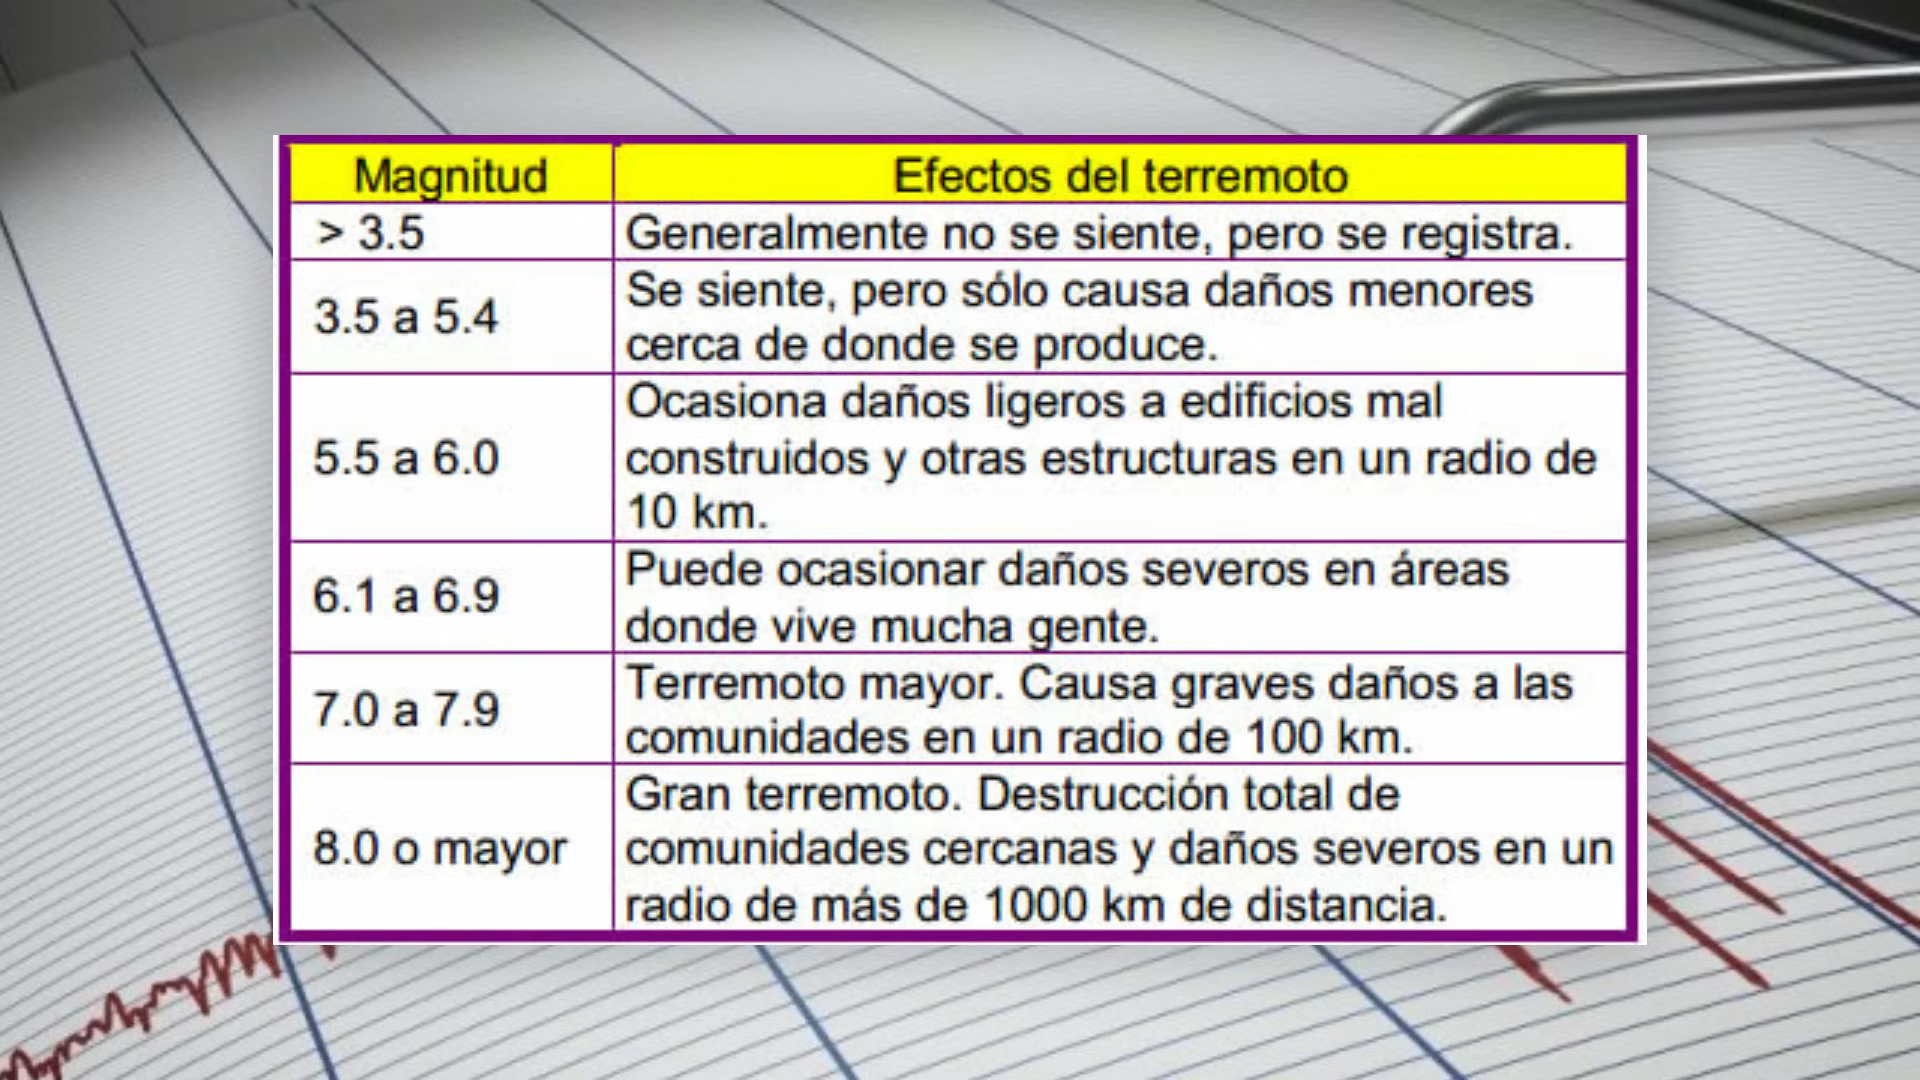 Magnitud
Efectos del terremoto
> 3.5
Generalmente no se siente, pero se registra.
3.5 a 5.4
Se siente, pero sólo causa daños menores
cerca de donde se produce.
5.5 a 6.0
Ocasiona daños ligeros a edificios mal
construidos y otras estructuras en un radio de
10 km.
6.1 a 6.9
Puede ocasionar daños severos en áreas
donde vive mucha gente.
7.0 a 7.9
Terremoto mayor. Causa graves daños a las
comunidades en un radio de 100 km.
8.0 o mayor
Gran terremoto. Destrucción total de
comunidades cercanas y daños severos en un
radio de más de 1000 km de distancia.